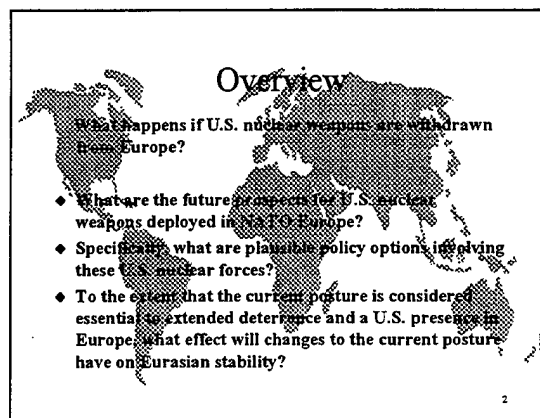 Overview
What happens if U.S. nuclear weapons are withdrawn
from Europe?
◆ What are the future prospects for U.S. nuclear
weapons deployed in NATO Europe?
◆ Specifically, what are plausible policy options involving
these U.S. nuclear forces?
◆ To the extent that the current posture is considered
essential to extended deterrence and a U.S. presence in
Europe, what effect will changes to the current posture
have on Eurasian stability?
2